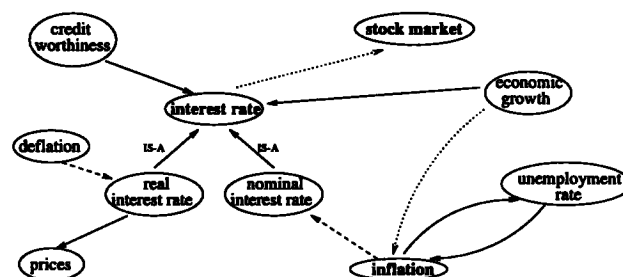 credit
worthiness
stock market
interest rate
economic
growth
IS-A
IS-A
deflation
real
interest rate
nominal
interest rate
unemployment
rate
prices
inflation